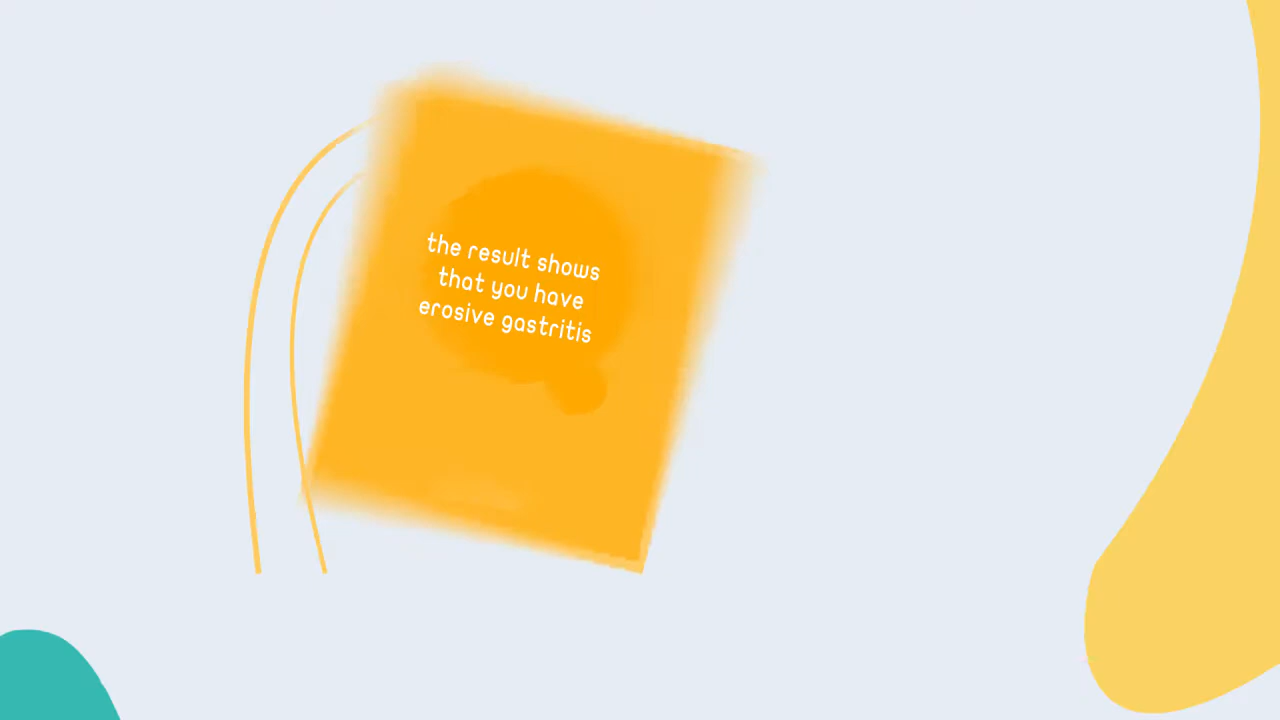 the result shows
that you have
erosive gastritis